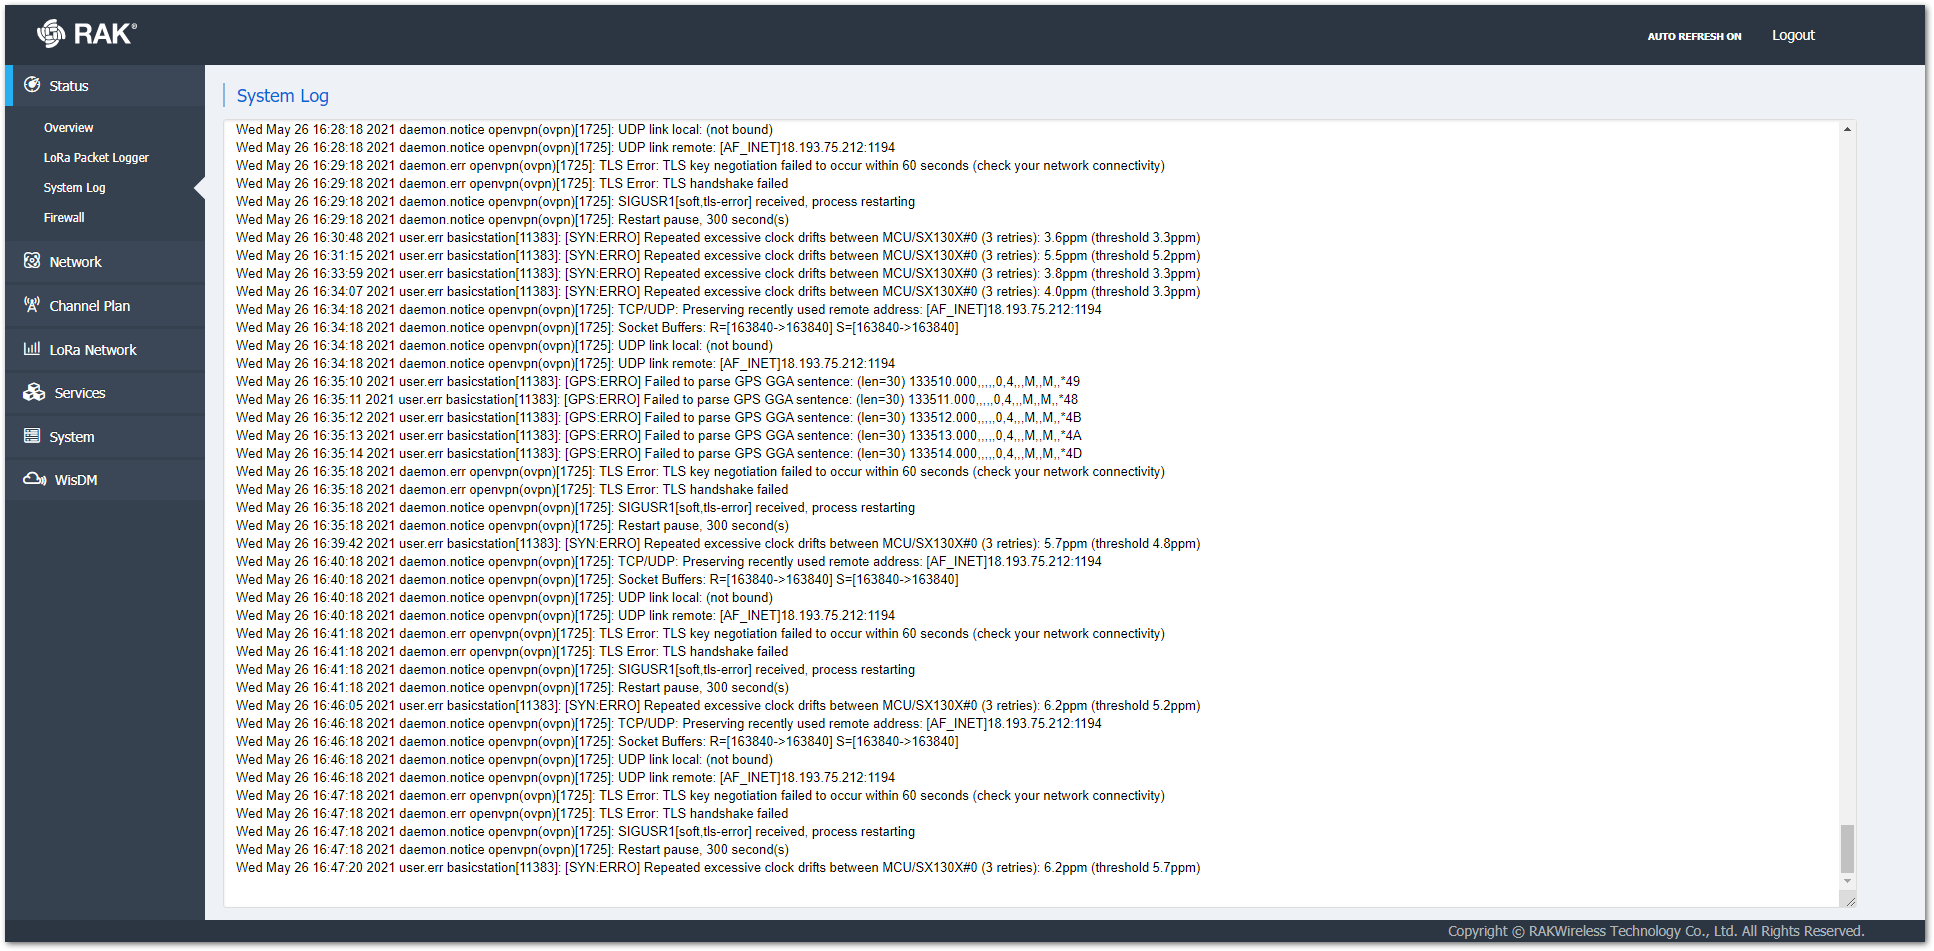 RAK®
AUTO REFRESH ON
Logout
Status
Overview
LoRa Packet Logger
System Log
Firewall
Network
Channel Plan
LoRa Network
Services
System
WisDM
System Log
Wed May 26 16:28:18 2021 daemon.notice openvpn(ovpn)[1725]: UDP link local: (not bound)
Wed May 26 16:28:18 2021 daemon.notice openvpn(ovpn)[1725]: UDP link remote: [AF_INET]18.193.75.212:1194
Wed May 26 16:29:18 2021 daemon.err openvpn(ovpn)[1725]: TLS Error: TLS key negotiation failed to occur within 60 seconds (check your network connectivity)
Wed May 26 16:29:18 2021 daemon.err openvpn(ovpn)[1725]: TLS Error: TLS handshake failed
Wed May 26 16:29:18 2021 daemon.notice openvpn(ovpn)[1725]: SIGUSR1[soft,tls-error] received, process restarting
Wed May 26 16:29:18 2021 daemon.notice openvpn(ovpn)[1725]: Restart pause, 300 second(s)
Wed May 26 16:30:48 2021 user.err basicstation[11383]: [SYN:ERRO] Repeated excessive clock drifts between MCU/SX130X#0 (3 retries): 3.6ppm (threshold 3.3ppm)
Wed May 26 16:31:15 2021 user.err basicstation[11383]: [SYN:ERRO] Repeated excessive clock drifts between MCU/SX130X#0 (3 retries): 5.5ppm (threshold 5.2ppm)
Wed May 26 16:33:59 2021 user.err basicstation[11383]: [SYN:ERRO] Repeated excessive clock drifts between MCU/SX130X#0 (3 retries): 3.8ppm (threshold 3.3ppm)
Wed May 26 16:34:07 2021 user.err basicstation[11383]: [SYN:ERRO] Repeated excessive clock drifts between MCU/SX130X#0 (3 retries): 4.0ppm (threshold 3.3ppm)
Wed May 26 16:34:18 2021 daemon.notice openvpn(ovpn)[1725]: TCP/UDP: Preserving recently used remote address: [AF_INET]18.193.75.212:1194
Wed May 26 16:34:18 2021 daemon.notice openvpn(ovpn)[1725]: Socket Buffers: R=[163840->163840] S=[163840->163840]
Wed May 26 16:34:18 2021 daemon.notice openvpn(ovpn)[1725]: UDP link local: (not bound)
Wed May 26 16:34:18 2021 daemon.notice openvpn(ovpn)[1725]: UDP link remote: [AF_INET]18.193.75.212:1194
Wed May 26 16:35:10 2021 user.err basicstation[11383]: [GPS:ERRO] Failed to parse GPS GGA sentence: (len=30) 133510.000,,,,,0,4,,,M,,M,,*49
Wed May 26 16:35:11 2021 user.err basicstation[11383]: [GPS:ERRO] Failed to parse GPS GGA sentence: (len=30) 133511.000,,,,,0,4,,,M,,M,,*48
Wed May 26 16:35:12 2021 user.err basicstation[11383]: [GPS:ERRO] Failed to parse GPS GGA sentence: (len=30) 133512.000,,,,,0,4,,,M,,M,,*4B
Wed May 26 16:35:13 2021 user.err basicstation[11383]: [GPS:ERRO] Failed to parse GPS GGA sentence: (len=30) 133513.000,,,,,0,4,,,M,,M,,*4A
Wed May 26 16:35:14 2021 user.err basicstation[11383]: [GPS:ERRO] Failed to parse GPS GGA sentence: (len=30) 133514.000,,,,,0,4,,,M,,M,,*4D
Wed May 26 16:35:18 2021 daemon.err openvpn(ovpn)[1725]: TLS Error: TLS key negotiation failed to occur within 60 seconds (check your network connectivity)
Wed May 26 16:35:18 2021 daemon.err openvpn(ovpn)[1725]: TLS Error: TLS handshake failed
Wed May 26 16:35:18 2021 daemon.notice openvpn(ovpn)[1725]: SIGUSR1[soft,tls-error] received, process restarting
Wed May 26 16:35:18 2021 daemon.notice openvpn(ovpn)[1725]: Restart pause, 300 second(s)
Wed May 26 16:39:42 2021 user.err basicstation[11383]: [SYN:ERRO] Repeated excessive clock drifts between MCU/SX130X#0 (3 retries): 5.7ppm (threshold 4.8ppm)
Wed May 26 16:40:18 2021 daemon.notice openvpn(ovpn)[1725]: TCP/UDP: Preserving recently used remote address: [AF_INET]18.193.75.212:1194
Wed May 26 16:40:18 2021 daemon.notice openvpn(ovpn)[1725]: Socket Buffers: R=[163840->163840] S=[163840->163840]
Wed May 26 16:40:18 2021 daemon.notice openvpn(ovpn)[1725]: UDP link local: (not bound)
Wed May 26 16:40:18 2021 daemon.notice openvpn(ovpn)[1725]: UDP link remote: [AF_INET]18.193.75.212:1194
Wed May 26 16:41:18 2021 daemon.err openvpn(ovpn)[1725]: TLS Error: TLS key negotiation failed to occur within 60 seconds (check your network connectivity)
Wed May 26 16:41:18 2021 daemon.err openvpn(ovpn)[1725]: TLS Error: TLS handshake failed
Wed May 26 16:41:18 2021 daemon.notice openvpn(ovpn)[1725]: SIGUSR1[soft,tls-error] received, process restarting
Wed May 26 16:41:18 2021 daemon.notice openvpn(ovpn)[1725]: Restart pause, 300 second(s)
Wed May 26 16:46:05 2021 user.err basicstation[11383]: [SYN:ERRO] Repeated excessive clock drifts between MCU/SX130X#0 (3 retries): 6.2ppm (threshold 5.2ppm)
Wed May 26 16:46:18 2021 daemon.notice openvpn(ovpn)[1725]: TCP/UDP: Preserving recently used remote address: [AF_INET]18.193.75.212:1194
Wed May 26 16:46:18 2021 daemon.notice openvpn(ovpn)[1725]: Socket Buffers: R=[163840->163840] S=[163840->163840]
Wed May 26 16:46:18 2021 daemon.notice openvpn(ovpn)[1725]: UDP link local: (not bound)
Wed May 26 16:46:18 2021 daemon.notice openvpn(ovpn)[1725]: UDP link remote: [AF_INET]18.193.75.212:1194
Wed May 26 16:47:18 2021 daemon.err openvpn(ovpn)[1725]: TLS Error: TLS key negotiation failed to occur within 60 seconds (check your network connectivity)
Wed May 26 16:47:18 2021 daemon.err openvpn(ovpn)[1725]: TLS Error: TLS handshake failed
Wed May 26 16:47:18 2021 daemon.notice openvpn(ovpn)[1725]: SIGUSR1[soft,tls-error] received, process restarting
Wed May 26 16:47:18 2021 daemon.notice openvpn(ovpn)[1725]: Restart pause, 300 second(s)
Wed May 26 16:47:20 2021 user.err basicstation[11383]: [SYN:ERRO] Repeated excessive clock drifts between MCU/SX130X#0 (3 retries): 6.2ppm (threshold 5.7ppm)
Copyright © RAKWireless Technology Co., Ltd. All Rights Reserved.